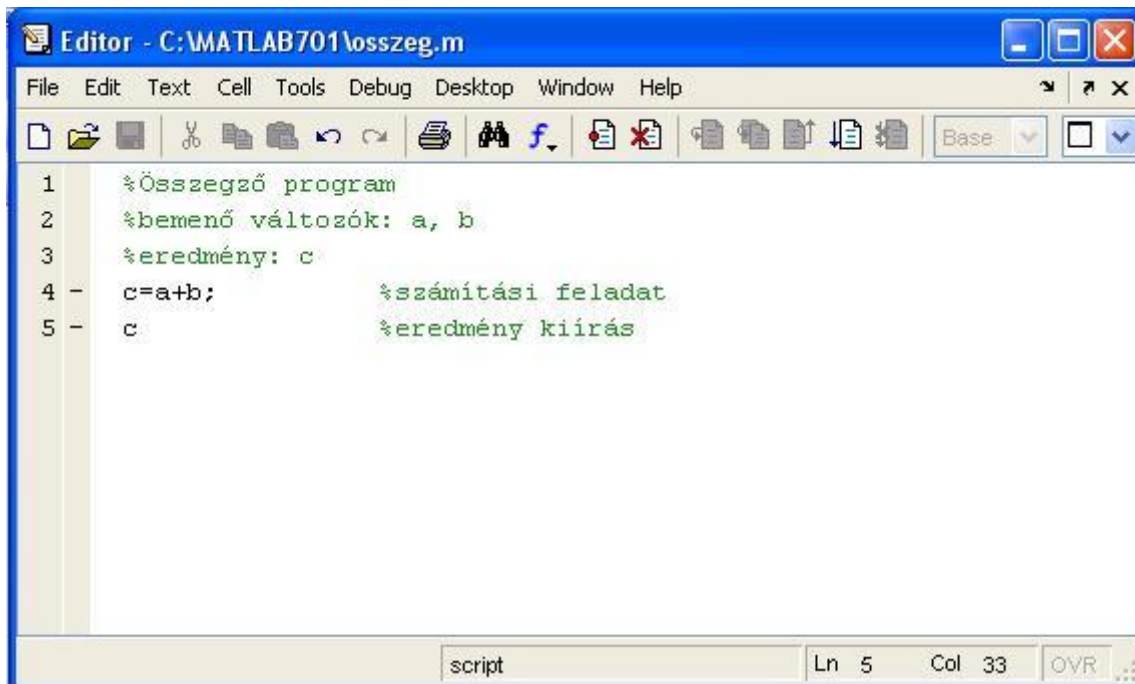 Editor - C:\MATLAB701\osszeg.m
File Edit Text Cell Tools Debug Desktop Window Help
Base
1 %Összegző program
2 %bemenő változók: a, b
3 %eredmény: c
4 - c=a+b; %számítási feladat
5 - c %eredmény kiírás
script Ln 5 Col 33 OVR